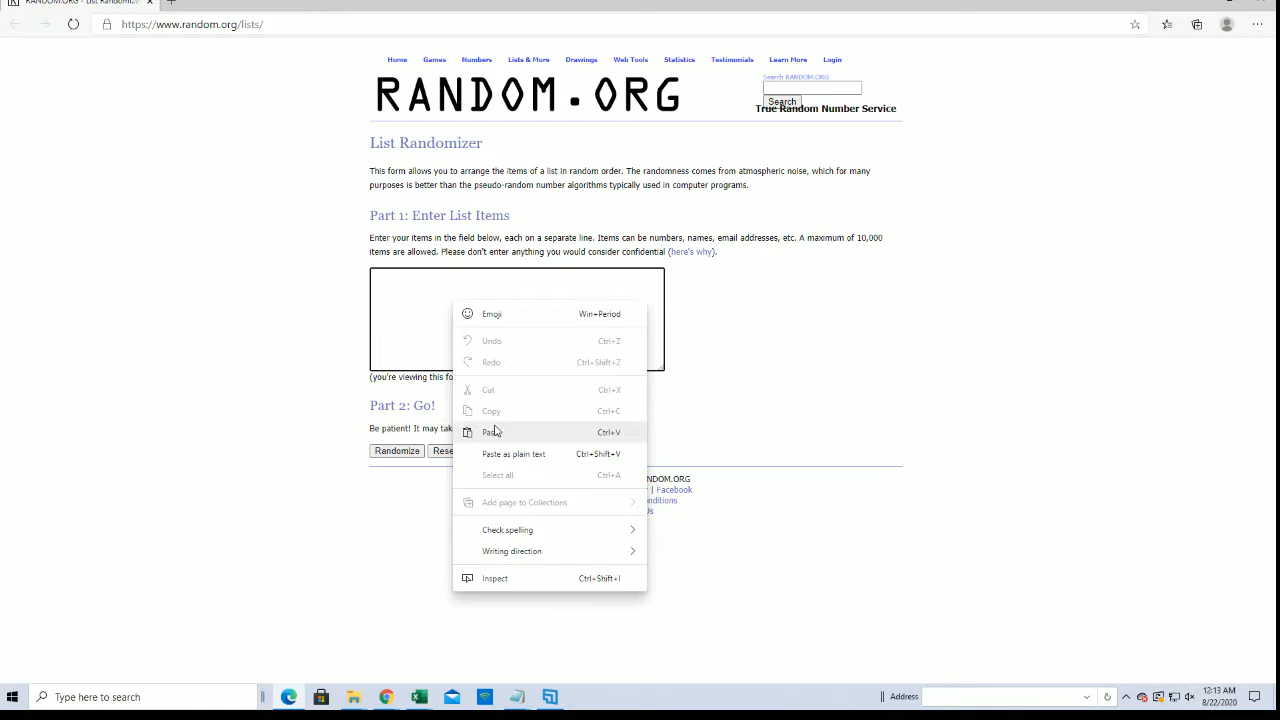 RANDOM.ORG - List Randomize
https://www.random.org/lists/
Home Games Numbers Lists & More Drawings Web Tools Statistics Testimonials Learn More Login
Search RANDOM.ORG
RANDOM.ORG
Search
True Random Number Service
List Randomizer
This form allows you to arrange the items of a list in random order. The randomness comes from atmospheric noise, which for many
purposes is better than the pseudo-random number algorithms typically used in computer programs.
Part 1: Enter List Items
Enter your items in the field below, each on a separate line. Items can be numbers, names, email addresses, etc. A maximum of 10,000
items are allowed. Please don't enter anything you would consider confidential (here's why).
Emoji Win+Period
Undo Ctrl+Z
Redo Ctrl+Shift+Z
(you're viewing this fo
Cut Ctrl+X
Part 2: Go!
Copy Ctrl+C
Be patient! It may tak
Ctrl+V
Randomize Rese
Paste as plain text Ctrl+Shift+V
Select all Ctrl+A
NDOM.ORG
| Facebook
Add page to Collections
nditions
Us
Check spelling
Writing direction
Inspect Ctrl+Shift+I
Type here to search
Address
12:13 AM
8/22/2020